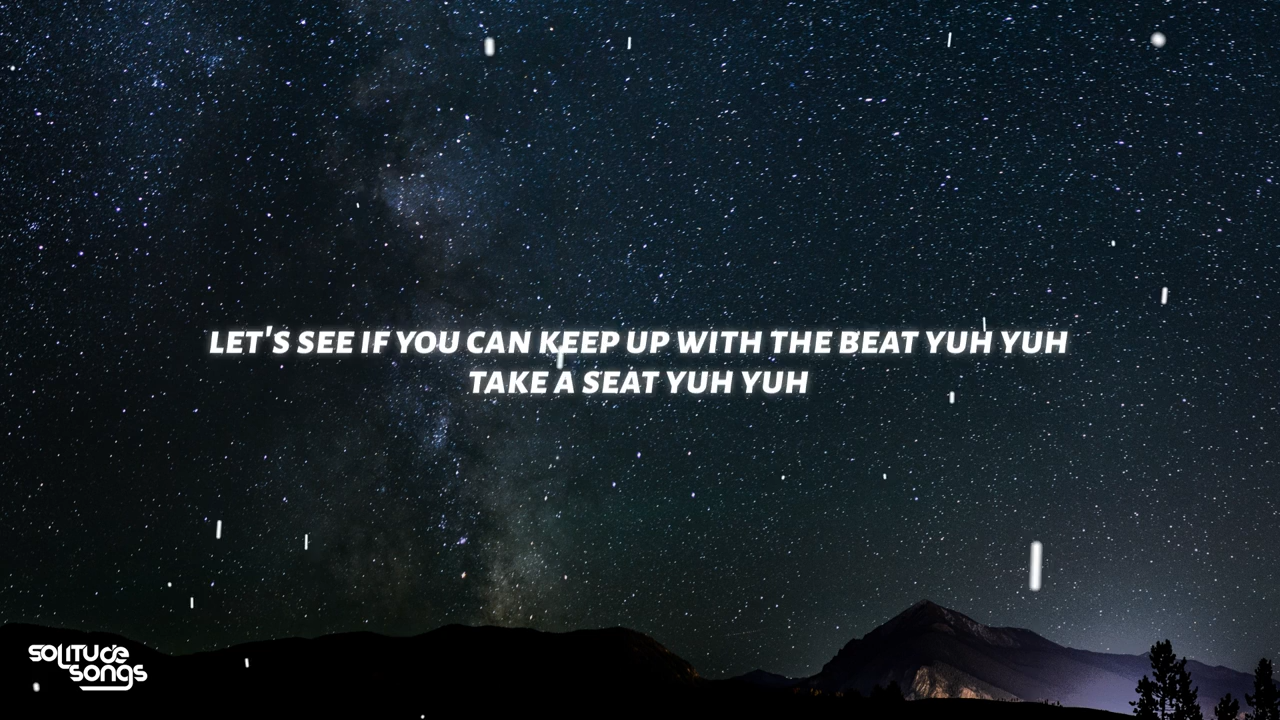 LET'S SEE IF YOU CAN KEEP UP WITH THE BEAT YUH YUH
TAKE A SEAT YUH YUH
solitude
songs